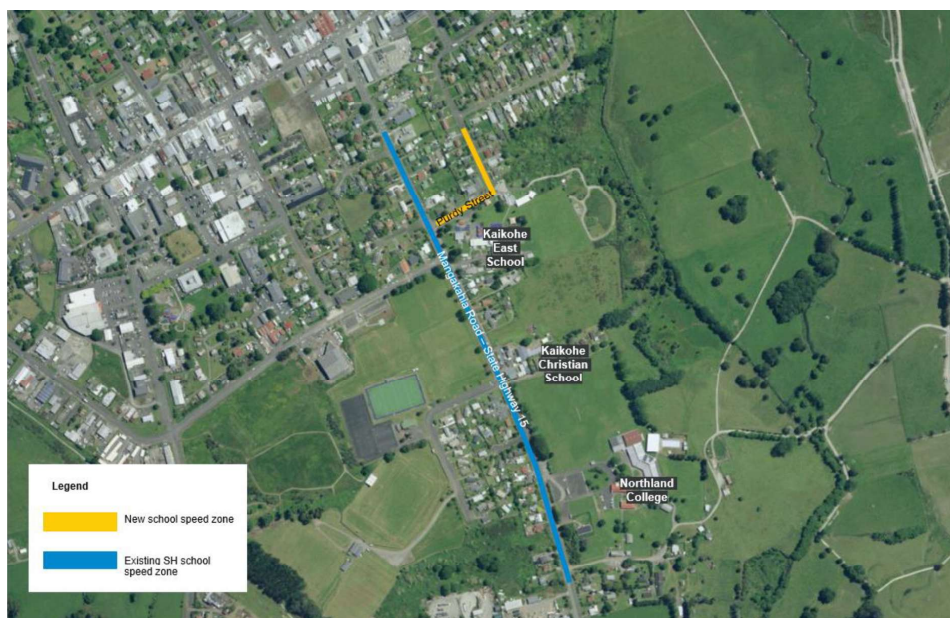 Purdy Street
Kaikohe
East
School
Mangakahia Road – State Highway 15
Kaikohe
Christian
School
Northland
College
Legend
New school speed zone
Existing SH school
speed zone